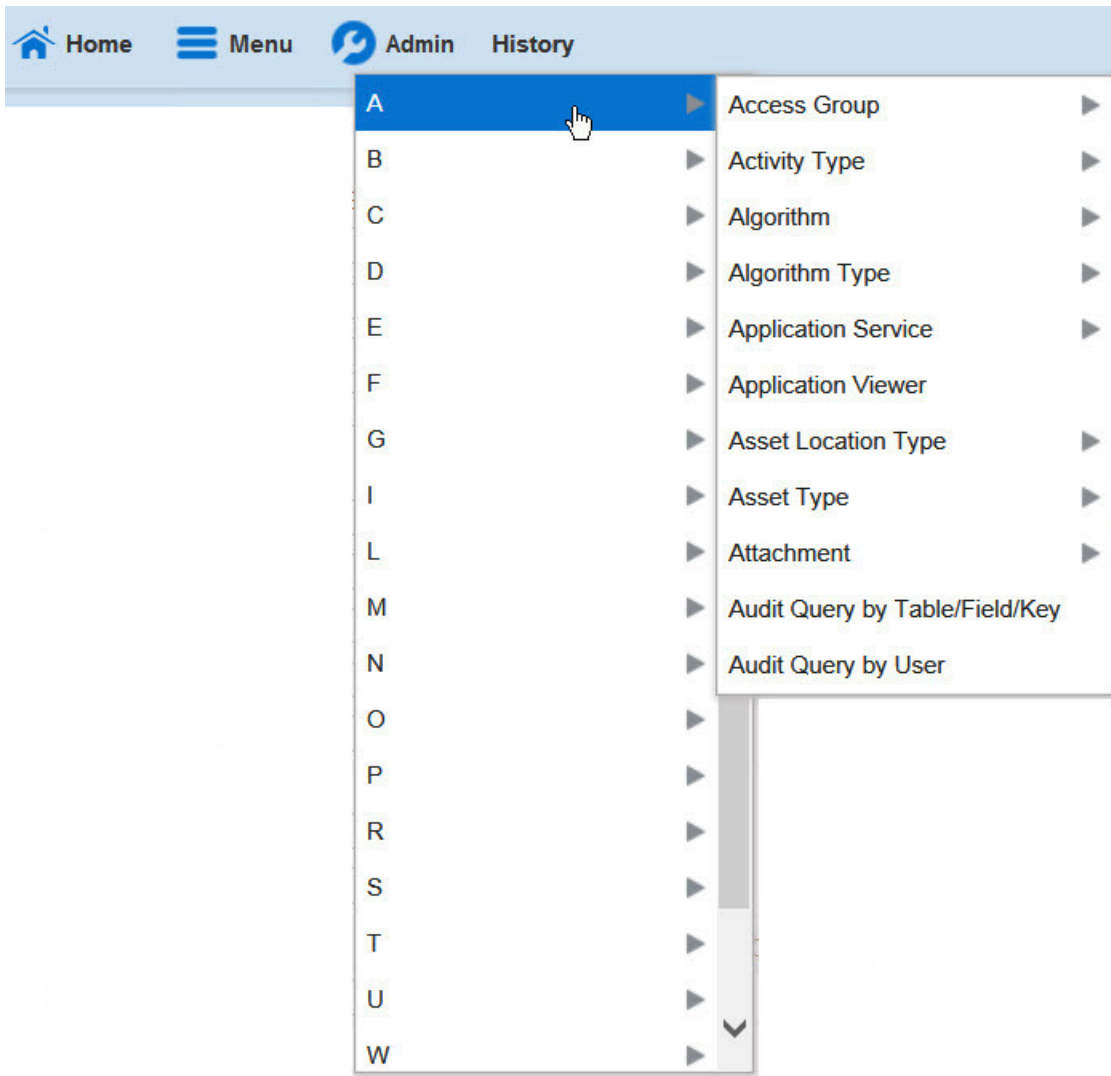 Home Menu Admin History
A
B
C
D
E
F
G
I
L
M
N
O
P
R
S
T
U
W
Access Group
Activity Type
Algorithm
Algorithm Type
Application Service
Application Viewer
Asset Location Type
Asset Type
Attachment
Audit Query by Table/Field/Key
Audit Query by User